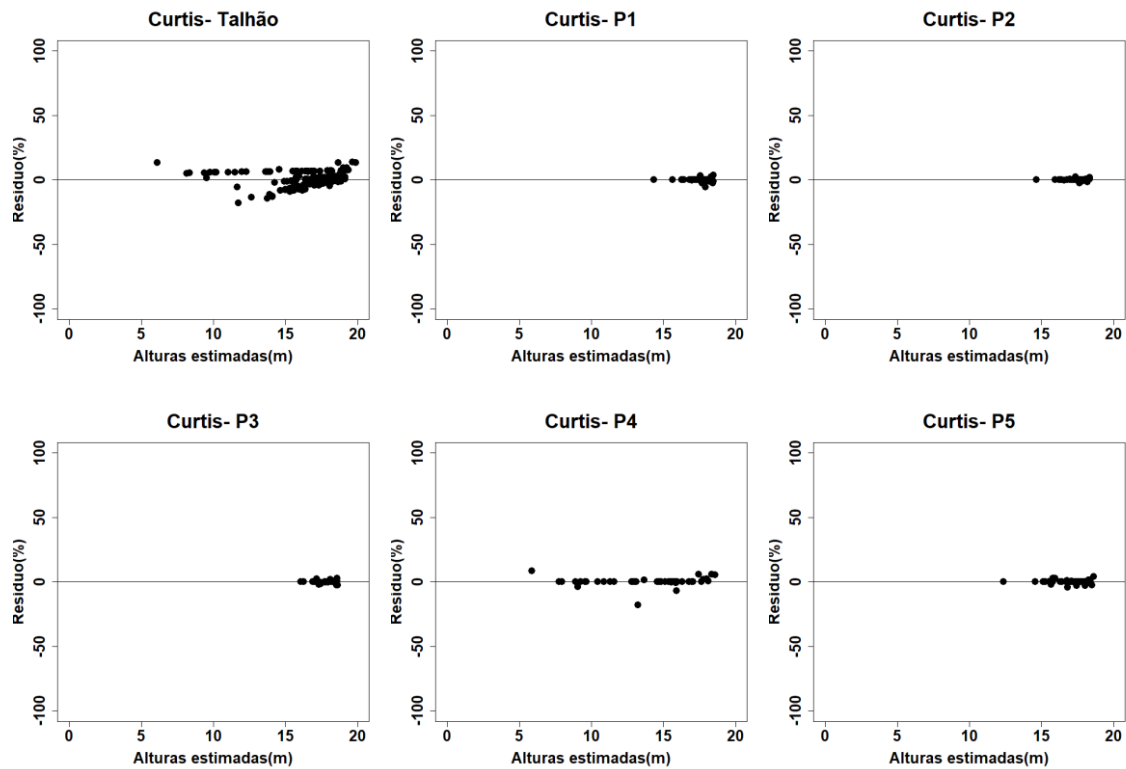 Curtis- Talhão
Curtis- P1
Curtis- P2
Residuo(%)
100
50
0
-50
-100
0 5 10 15 20
Alturas estimadas(m)
Residuo(%)
100
50
0
-50
-100
0 5 10 15 20
Alturas estimadas(m)
Residuo(%)
100
50
0
-50
-100
0 5 10 15 20
Alturas estimadas(m)
Curtis- P3
Curtis- P4
Curtis- P5
Residuo(%)
100
50
0
-50
-100
0 5 10 15 20
Alturas estimadas(m)
Residuo(%)
100
50
0
-50
-100
0 5 10 15 20
Alturas estimadas(m)
Residuo(%)
100
50
0
-50
-100
0 5 10 15 20
Alturas estimadas(m)